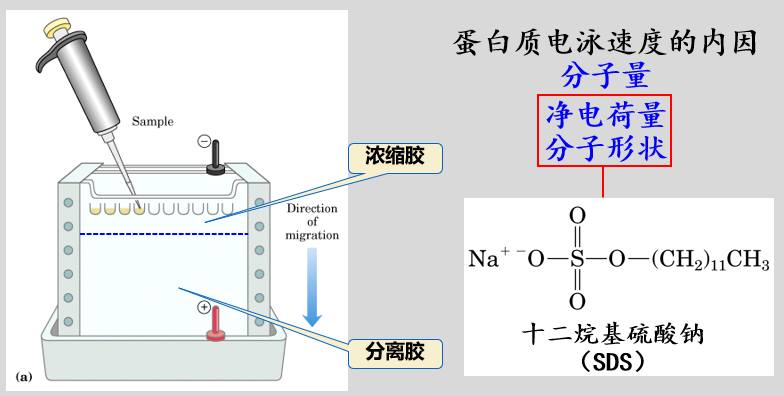 蛋白质电泳速度的内因
分子量
净电荷量
分子形状
Sample
−
浓缩胶
Direction
of
migration
+
分离胶
(a)
O
Na⁺ ⁻O—S—O—(CH₂)₁₁CH₃
O
十二烷基硫酸钠
（SDS）